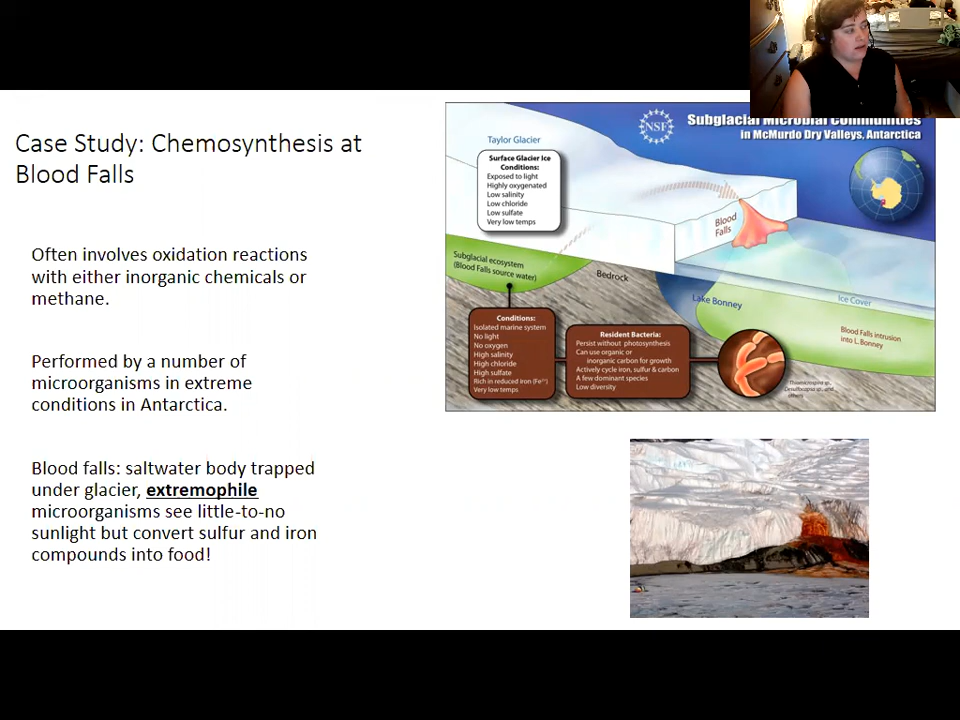 Case Study: Chemosynthesis at
Blood Falls
Often involves oxidation reactions
with either inorganic chemicals or
methane.
Performed by a number of
microorganisms in extreme
conditions in Antarctica.
Blood falls: saltwater body trapped
under glacier, extremophile
microorganisms see little-to-no
sunlight but convert sulfur and iron
compounds into food!
NSF
Subglacial Microbial Communities
in McMurdo Dry Valleys, Antarctica
Taylor Glacier
Surface Glacier Ice
Conditions:
Exposed to light
Highly oxygenated
Low salinity
Low chloride
Low sulfate
Very low temps
Blood
Falls
Subglacial ecosystem
(Blood Falls source water)
Bedrock
Lake Bonney
Ice Cover
Blood Falls intrusion
into L. Bonney
Conditions:
Isolated marine system
No light
No oxygen
High salinity
High chloride
High sulfate
Rich in reduced iron (Fe²⁺)
Very low temps
Resident Bacteria:
Persist without photosynthesis
Can use organic or
inorganic carbon for growth
Actively cycle iron, sulfur & carbon
A few dominant species
Low diversity
others